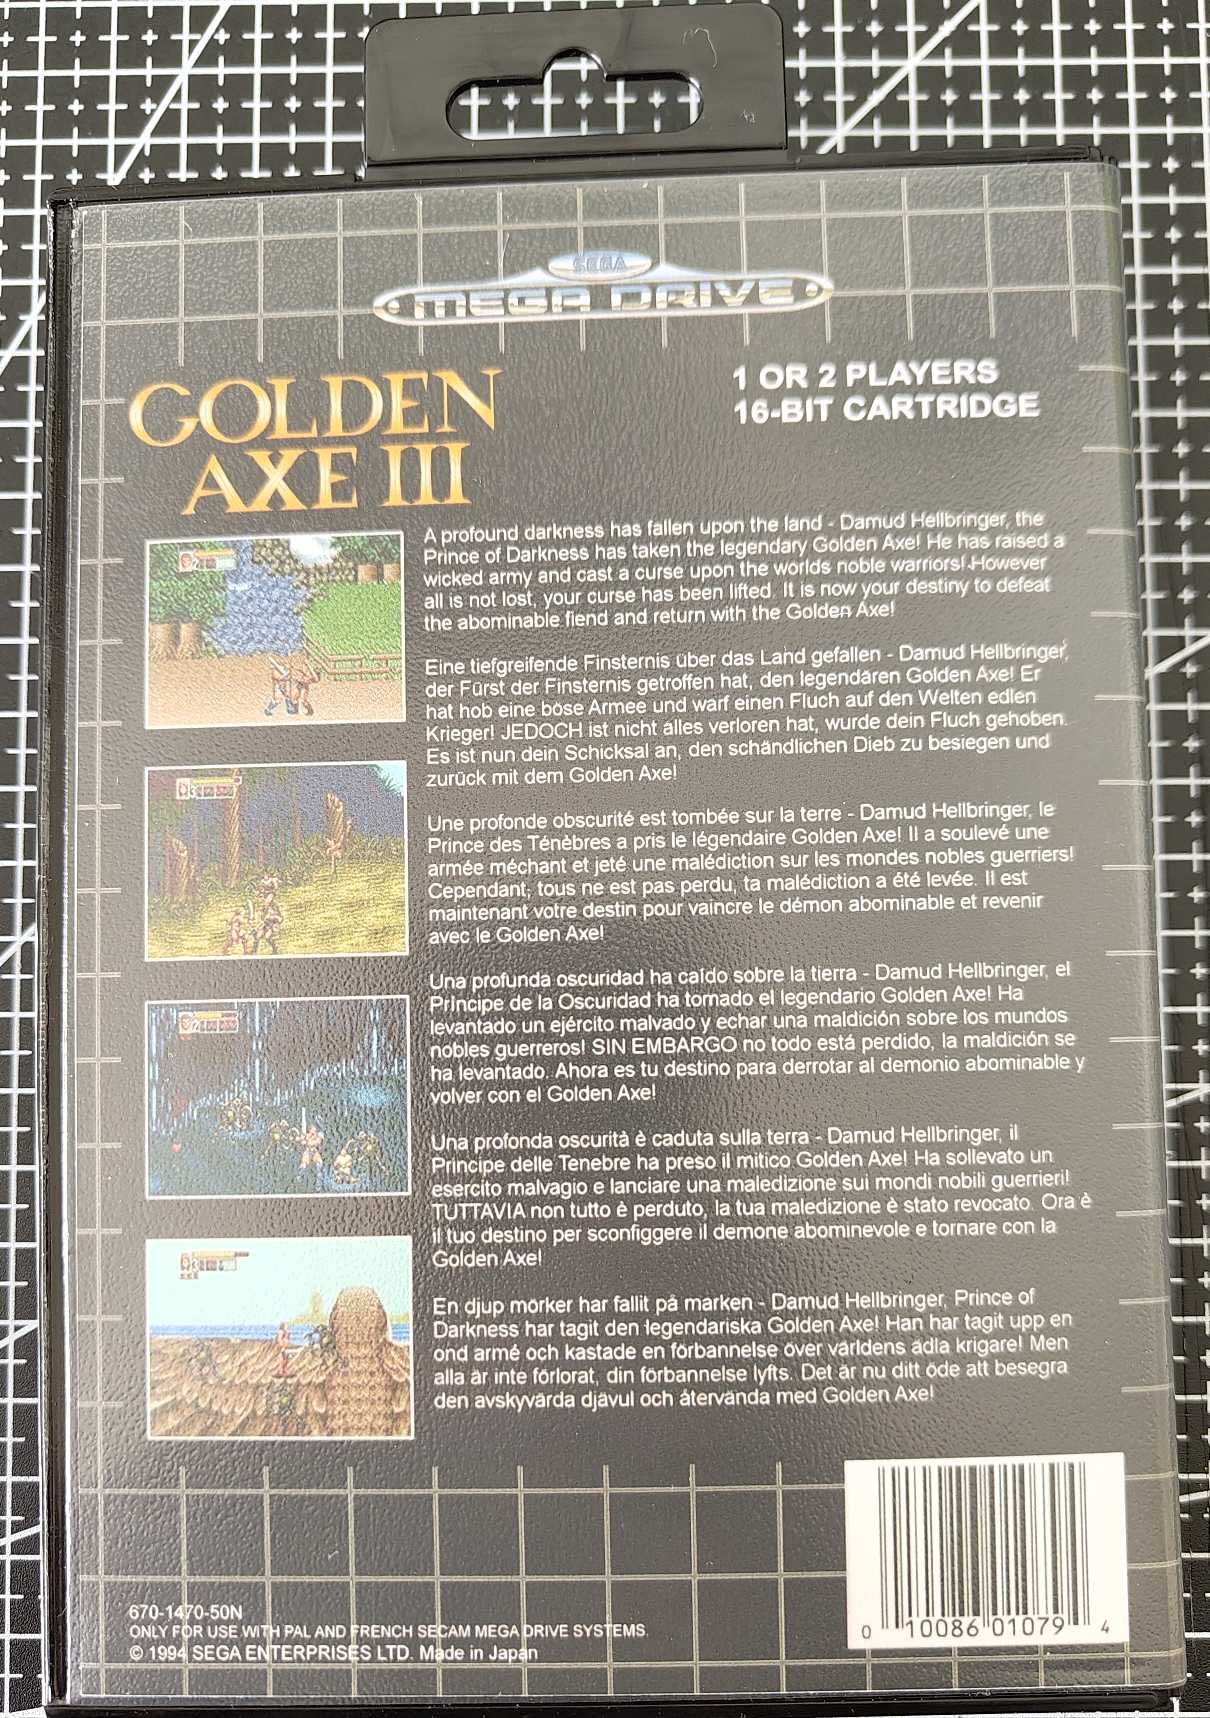 SEGA
MEGA DRIVE
GOLDEN
AXE III
1 OR 2 PLAYERS
16-BIT CARTRIDGE
A profound darkness has fallen upon the land - Damud Hellbringer, the
Prince of Darkness has taken the legendary Golden Axe! He has raised a
wicked army and cast a curse upon the worlds noble warriors! However
all is not lost, your curse has been lifted. It is now your destiny to defeat
the abominable fiend and return with the Golden Axe!
Eine tiefgreifende Finsternis über das Land gefallen - Damud Hellbringer,
der Fürst der Finsternis getroffen hat, den legendären Golden Axe! Er
hat hob eine böse Armee und warf einen Fluch auf den Welten edlen
Krieger! JEDOCH ist nicht alles verloren hat, wurde dein Fluch gehoben.
Es ist nun dein Schicksal an, den schändlichen Dieb zu besiegen und
zurück mit dem Golden Axe!
Une profonde obscurité est tombée sur la terre - Damud Hellbringer, le
Prince des Ténèbres a pris le légendaire Golden Axe! Il a soulevé une
armée méchant et jeté une malédiction sur les mondes nobles guerriers!
Cependant, tous ne est pas perdu, ta malédiction a été levée. Il est
maintenant votre destin pour vaincre le démon abominable et revenir
avec le Golden Axe!
Una profunda oscuridad ha caído sobre la tierra - Damud Hellbringer, el
Príncipe de la Oscuridad ha tomado el legendario Golden Axe! Ha
levantado un ejército malvado y echar una maldición sobre los mundos
nobles guerreros! SIN EMBARGO no todo está perdido, la maldición se
ha levantado. Ahora es tu destino para derrotar al demonio abominable y
volver con el Golden Axe!
Una profonda oscurità è caduta sulla terra - Damud Hellbringer, il
Principe delle Tenebre ha preso il mitico Golden Axe! Ha sollevato un
esercito malvagio e lanciare una maledizione sui mondi nobili guerrieri!
TUTTAVIA non tutto è perduto, la tua maledizione è stato revocato. Ora è
il tuo destino per sconfiggere il demone abominevole e tornare con la
Golden Axe!
En djup mörker har fallit på marken - Damud Hellbringer, Prince of
Darkness har tagit den legendariska Golden Axe! Han har tagit upp en
ond armé och kastade en förbannelse över världens ädla krigare! Men
alla är inte förlorat, din förbannelse lyfts. Det är nu ditt öde att besegra
den avskyvärda djävul och återvända med Golden Axe!
670-1470-50N
ONLY FOR USE WITH PAL AND FRENCH SECAM MEGA DRIVE SYSTEMS.
© 1994 SEGA ENTERPRISES LTD. Made in Japan
0 10086 01079 4